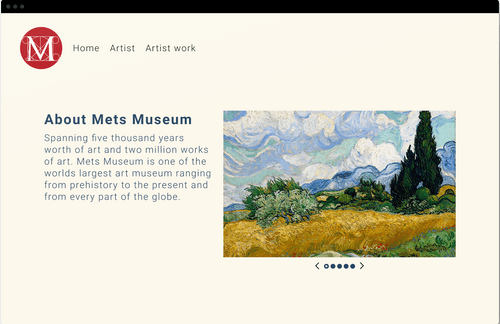 M
Home Artist Artist work
About Mets Museum
Spanning five thousand years
worth of art and two million works
of art. Mets Museum is one of the
worlds largest art museum ranging
from prehistory to the present and
from every part of the globe.